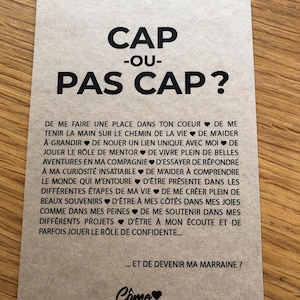 CAP
-OU-
PAS CAP ?
DE ME FAIRE UNE PLACE DANS TON COEUR ♥ DE ME
TENIR LA MAIN SUR LE CHEMIN DE LA VIE ♥ DE M'AIDER
À GRANDIR ♥ DE NOUER UN LIEN UNIQUE AVEC MOI ♥ DE
JOUER LE RÔLE DE MENTOR ♥ DE VIVRE PLEIN DE BELLES
AVENTURES EN MA COMPAGNIE ♥ D'ESSAYER DE RÉPONDRE
À MA CURIOSITÉ INSATIABLE ♥ DE M'AIDER À COMPRENDRE
LE MONDE QUI M'ENTOURE ♥ D'ÊTRE PRÉSENTE DANS LES
DIFFÉRENTES ÉTAPES DE MA VIE ♥ DE ME CRÉER PLEIN DE
BEAUX SOUVENIRS ♥ D'ÊTRE À MES CÔTÉS DANS MES JOIES
COMME DANS MES PEINES ♥ DE ME SOUTENIR DANS MES
DIFFÉRENTS PROJETS ♥ D'ÊTRE À MON ÉCOUTE ET DE
PARFOIS JOUER LE RÔLE DE CONFIDENTE...
... ET DE DEVENIR MA MARRAINE ?
Côme♥